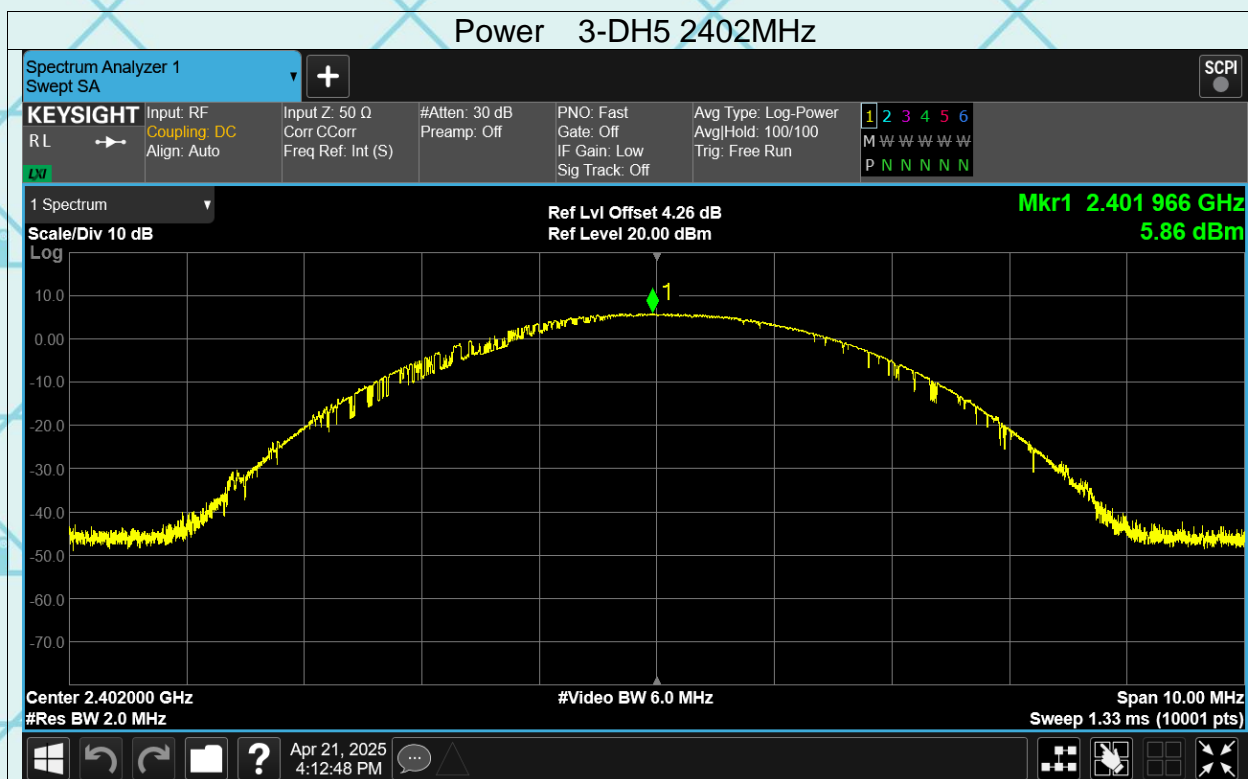 Power 3-DH5 2402MHz
Spectrum Analyzer 1
Swept SA
▼
+
SCPI
KEYSIGHT
RL
LXI
Input: RF
Coupling: DC
Align: Auto
Input Z: 50 Ω
Corr CCorr
Freq Ref: Int (S)
#Atten: 30 dB
Preamp: Off
PNO: Fast
Gate: Off
IF Gain: Low
Sig Track: Off
Avg Type: Log-Power
Avg|Hold: 100/100
Trig: Free Run
1 2 3 4 5 6
M W W W W W
P N N N N N
1 Spectrum ▼
Scale/Div 10 dB
Ref Lvl Offset 4.26 dB
Ref Level 20.00 dBm
Mkr1 2.401 966 GHz
5.86 dBm
Log
1
10.0
0.00
-10.0
-20.0
-30.0
-40.0
-50.0
-60.0
-70.0
Center 2.402000 GHz
#Res BW 2.0 MHz
#Video BW 6.0 MHz
Span 10.00 MHz
Sweep 1.33 ms (10001 pts)
?
Apr 21, 2025
4:12:48 PM